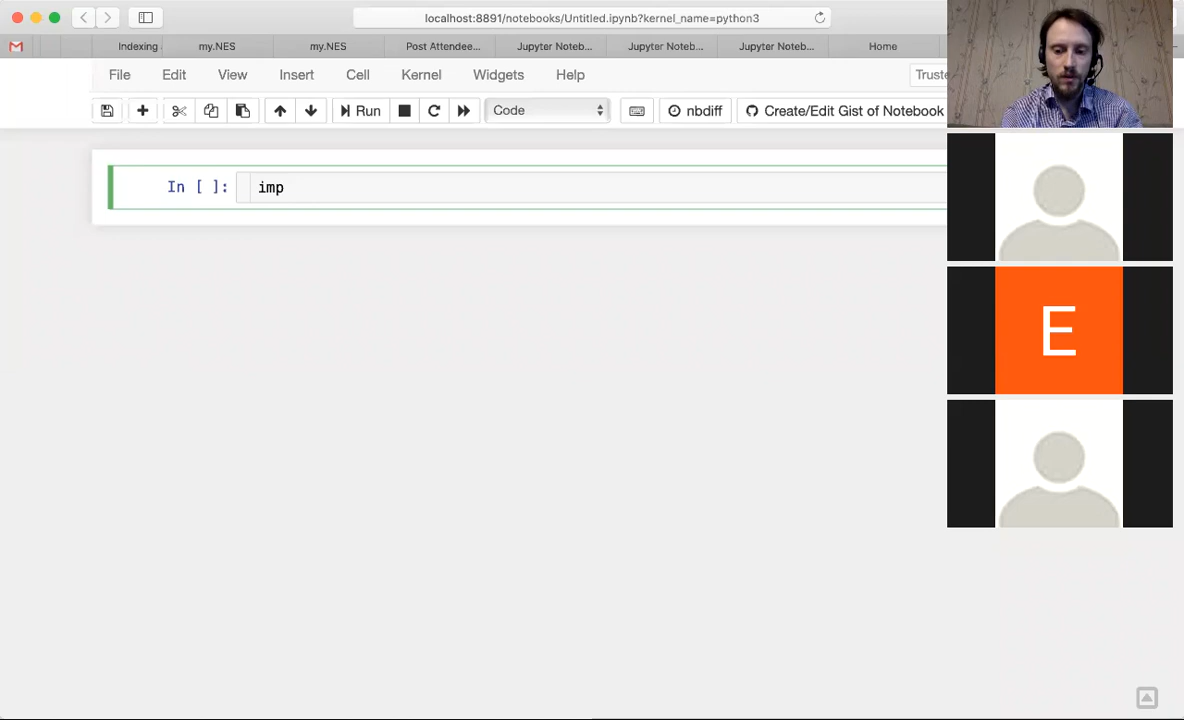 localhost:8891/notebooks/Untitled.ipynb?kernel_name=python3
Indexing my.NES my.NES Post Attendee... Jupyter Noteb... Jupyter Noteb... Jupyter Noteb... Home
File Edit View Insert Cell Kernel Widgets Help Truste
Run Code nbdiff Create/Edit Gist of Notebook
In [ ]: imp
E